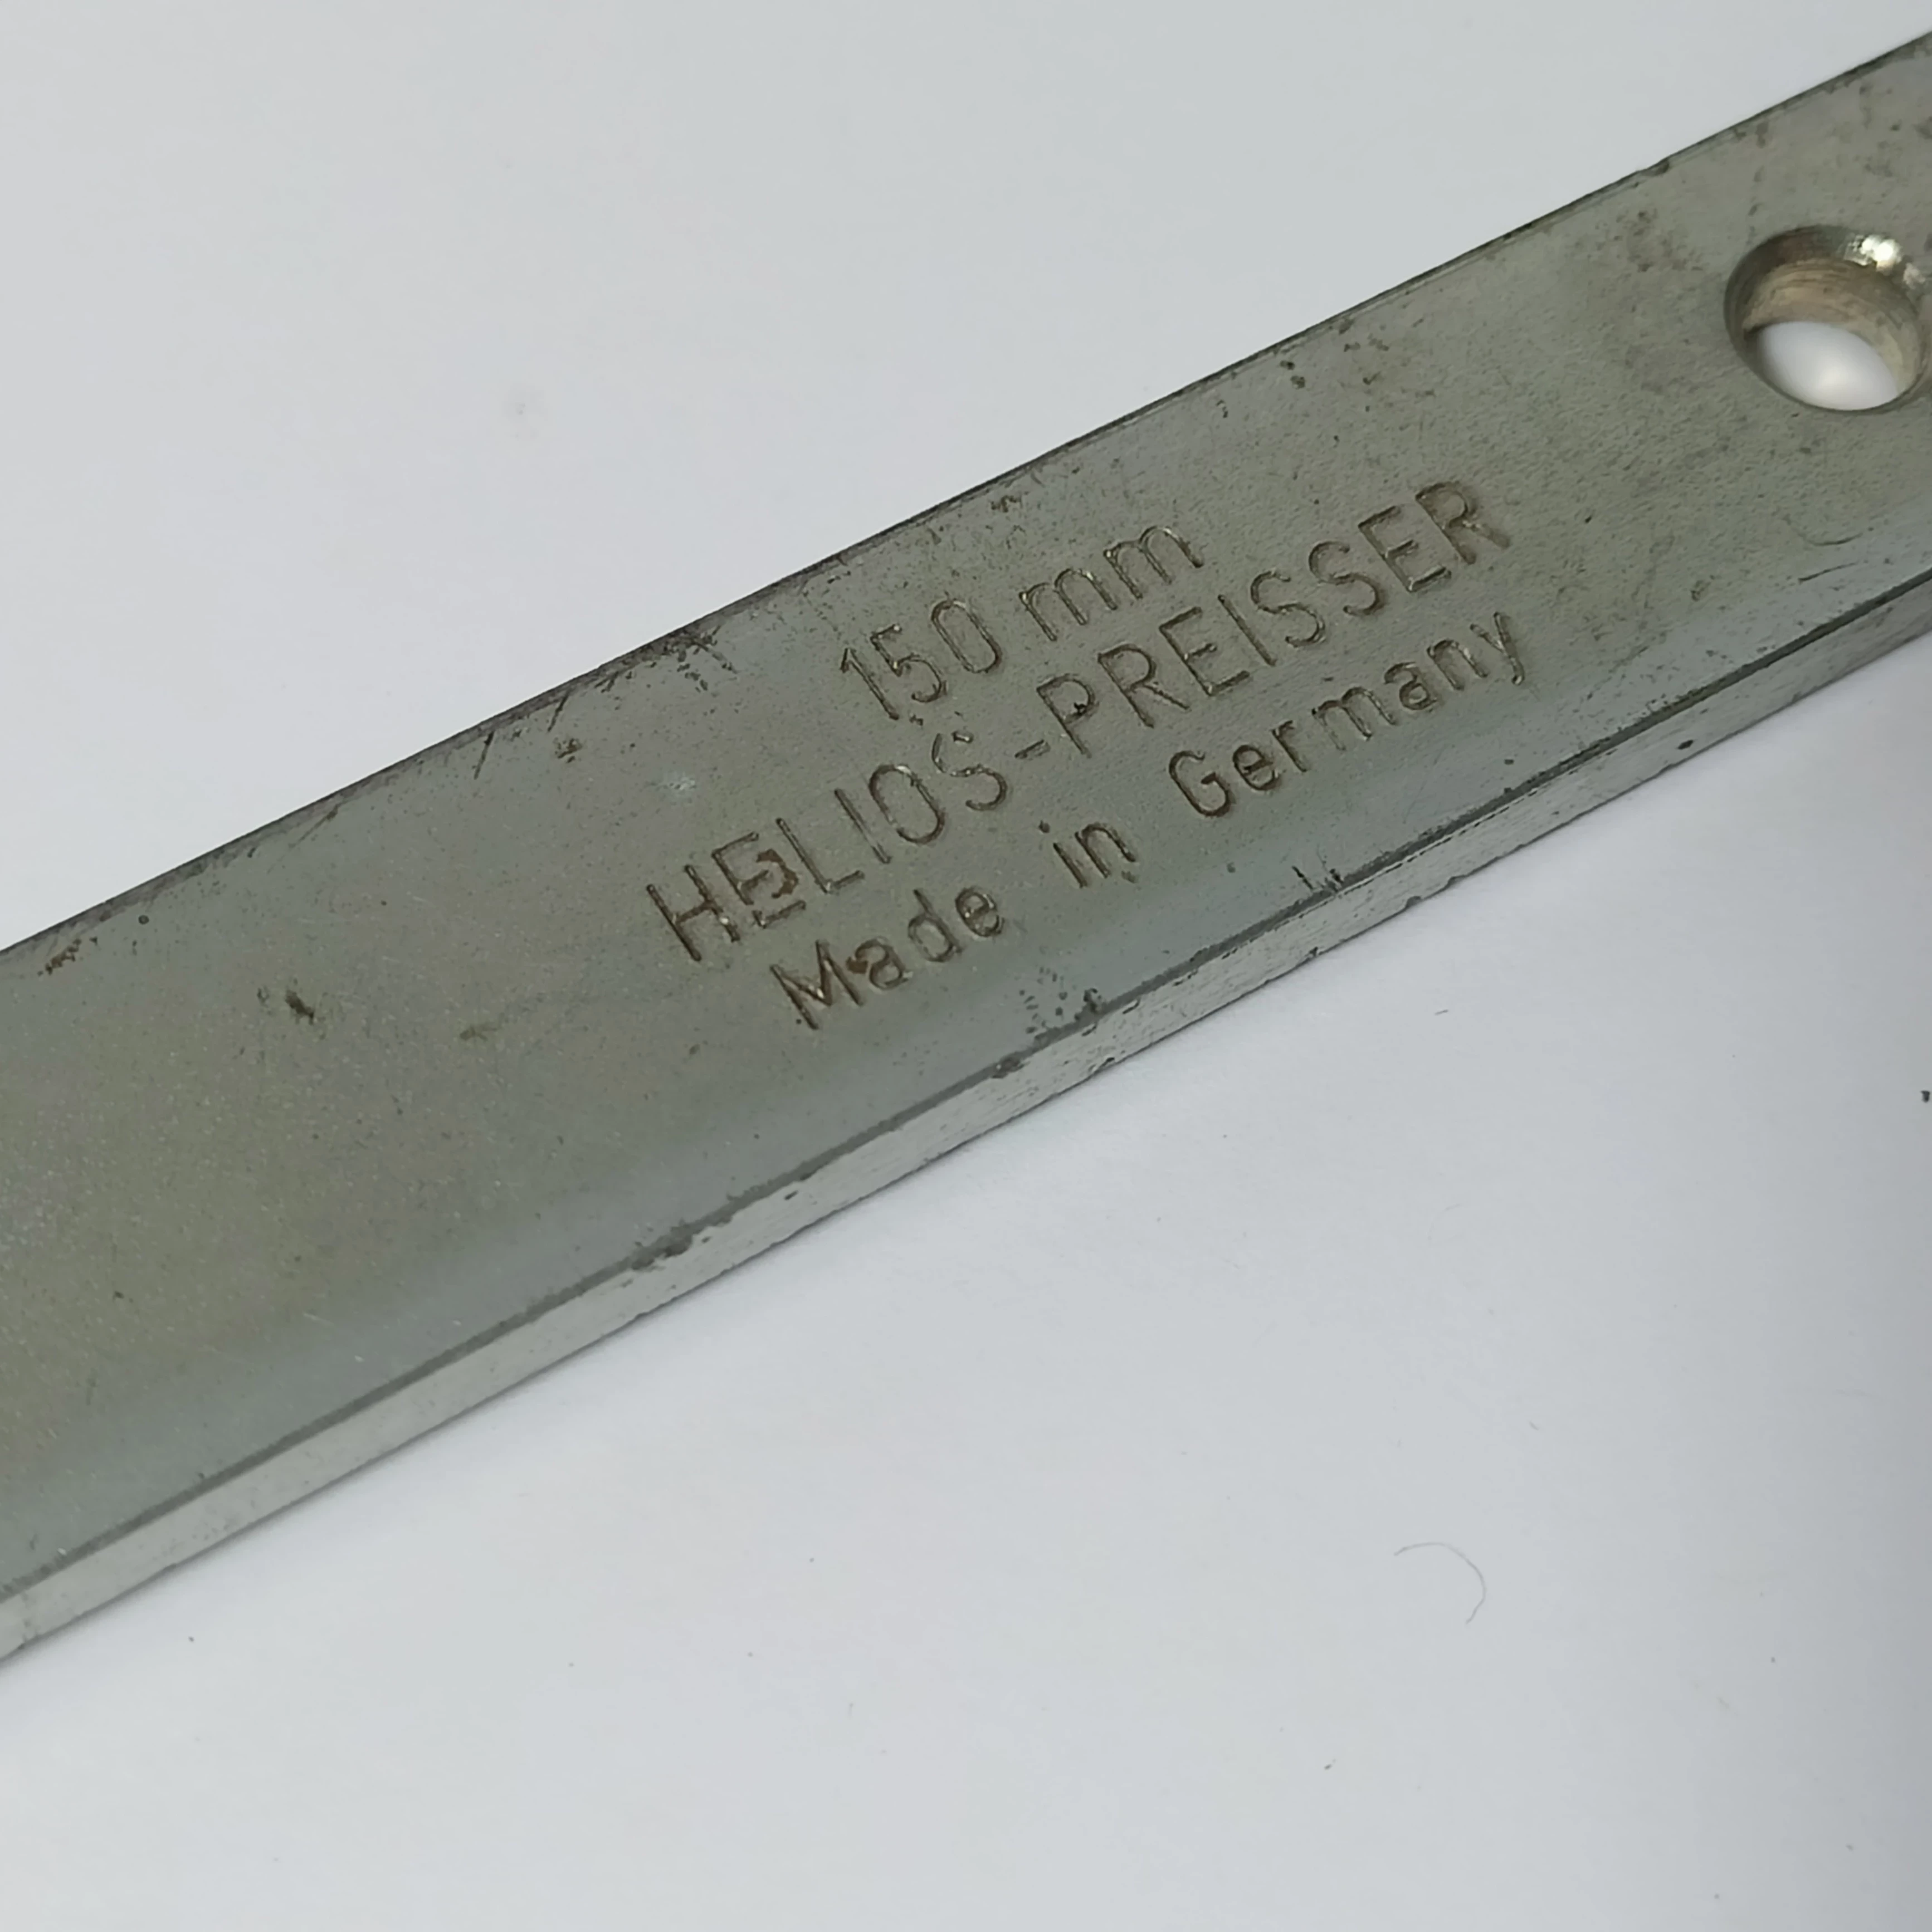 150 mm
HELIOS-PREISSER
Made in Germany